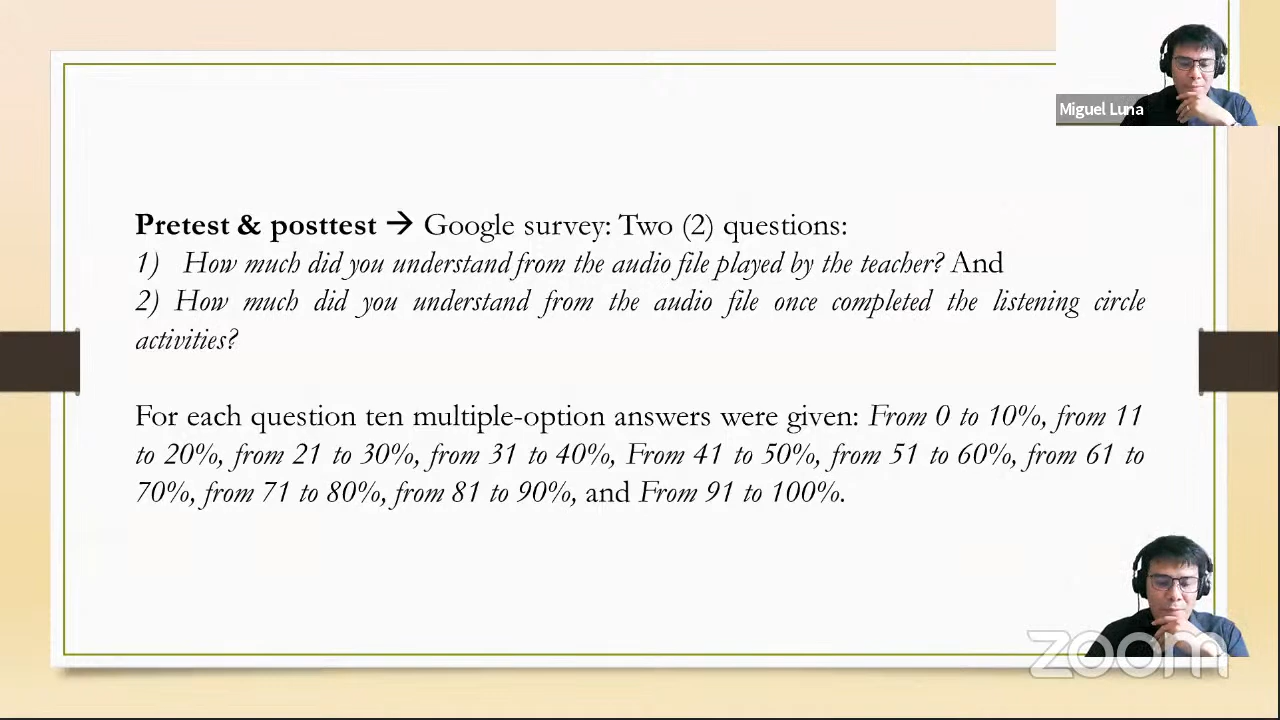 Miguel Luna
Pretest & posttest → Google survey: Two (2) questions:
1) How much did you understand from the audio file played by the teacher? And
2) How much did you understand from the audio file once completed the listening circle
activities?
For each question ten multiple-option answers were given: From 0 to 10%, from 11
to 20%, from 21 to 30%, from 31 to 40%, From 41 to 50%, from 51 to 60%, from 61 to
70%, from 71 to 80%, from 81 to 90%, and From 91 to 100%.
zoom